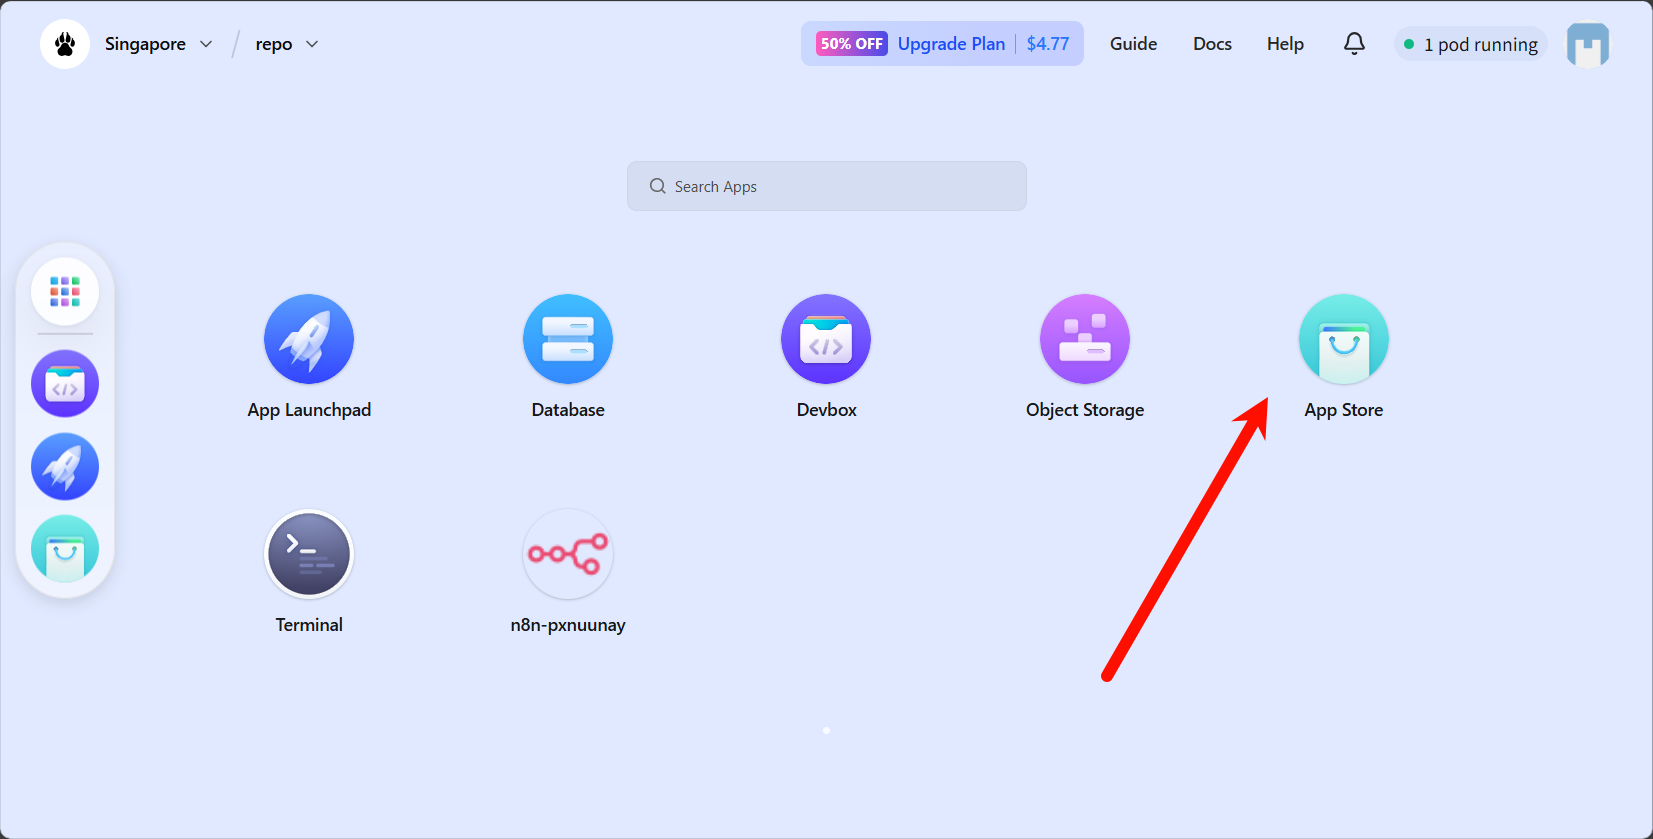 Singapore / repo
50% OFF Upgrade Plan | $4.77
Guide
Docs
Help
1 pod running
Search Apps
App Launchpad
Database
Devbox
Object Storage
App Store
Terminal
n8n-pxnuunay